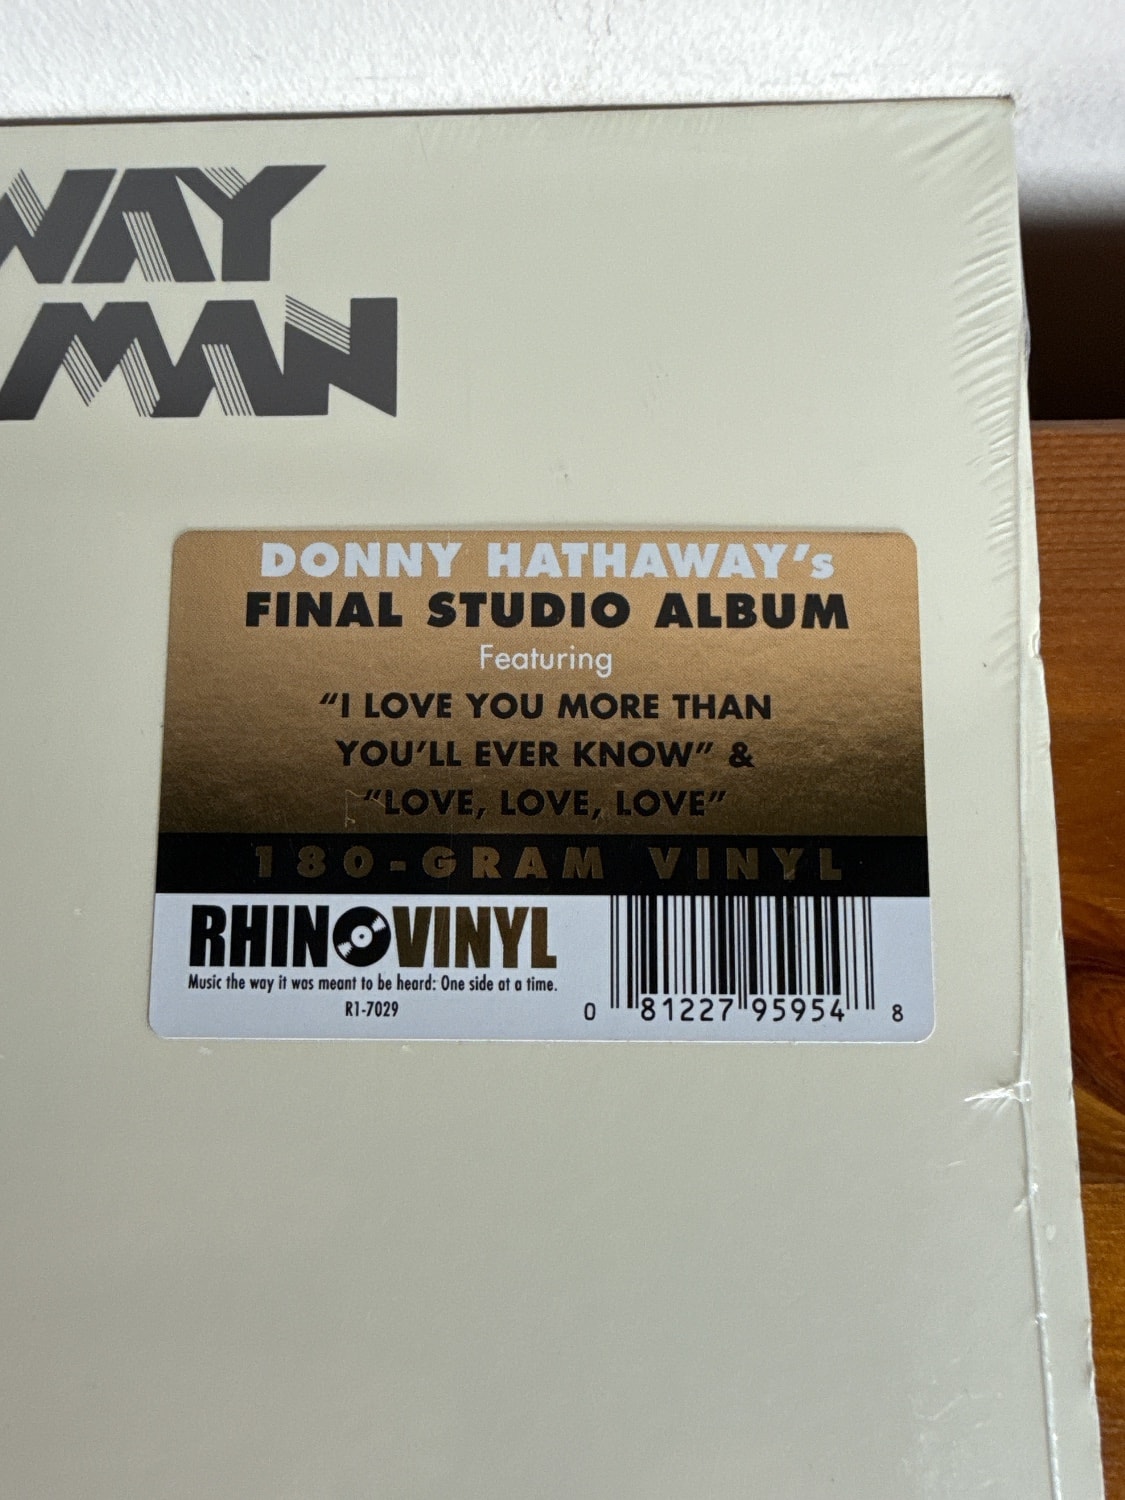 WAY
MAN
DONNY HATHAWAY's
FINAL STUDIO ALBUM
Featuring
“I LOVE YOU MORE THAN
YOU’LL EVER KNOW” &
“LOVE, LOVE, LOVE”
180-GRAM VINYL
RHINOVINYL
Music the way it was meant to be heard: One side at a time.
R1-7029
0 81227 95954 8